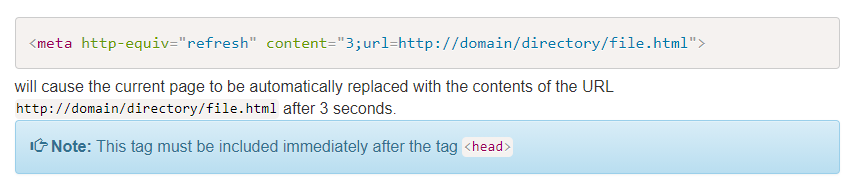 <meta http-equiv="refresh" content="3;url=http://domain/directory/file.html">
will cause the current page to be automatically replaced with the contents of the URL
http://domain/directory/file.html after 3 seconds.
Note: This tag must be included immediately after the tag <head>